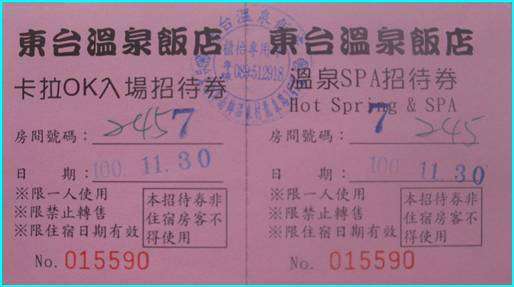 東台溫泉飯店
卡拉OK入場招待券
房間號碼：2457
日　期：100.11.30
※限一人使用
※限禁止轉售
※限住宿日期有效
本招待券非
住宿房客不
得使用
No. 015590
東台溫泉飯店
溫泉SPA招待券
Hot Spring & SPA
房間號碼：7 245
日　期：100.11.30
※限一人使用
※限禁止轉售
※限住宿日期有效
本招待券非
住宿房客不
得使用
No. 015590
089-512918